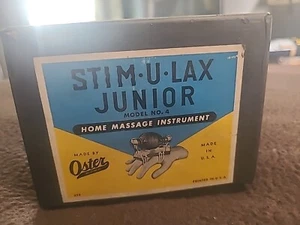 STIM·U·LAX
JUNIOR
MODEL NO. 4
HOME MASSAGE INSTRUMENT
MADE BY
Oster
MADE
IN
U.S.A.